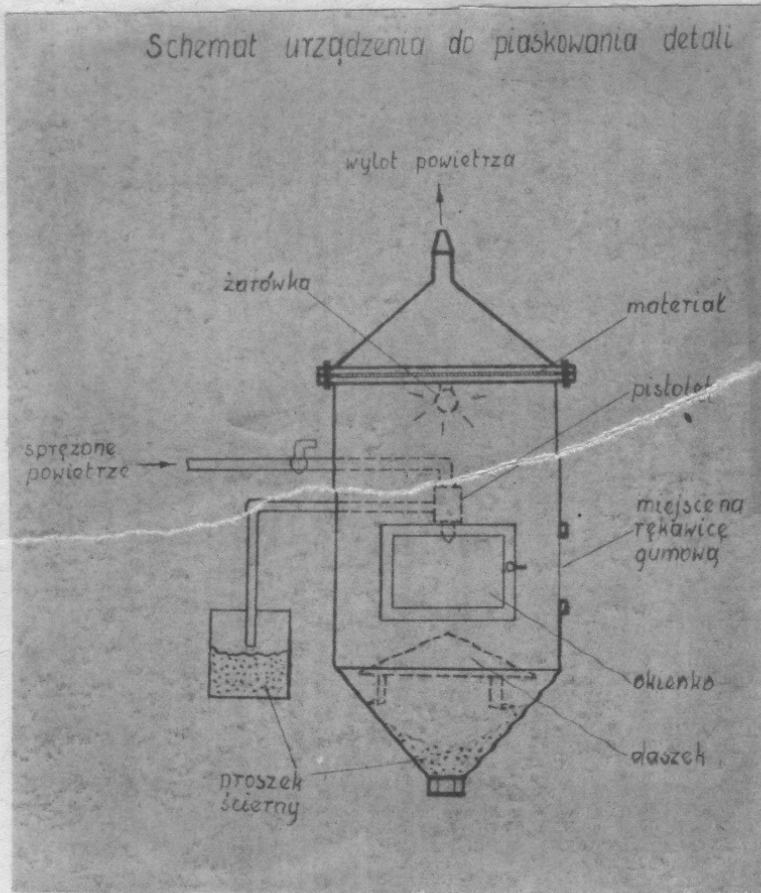 Schemat urządzenia do piaskowania detali
wylot powietrza
żarówka
materiał
pistolet
sprężone
powietrze
miejsce na
rękawicę
gumową
okienko
daszek
proszek
ścierny